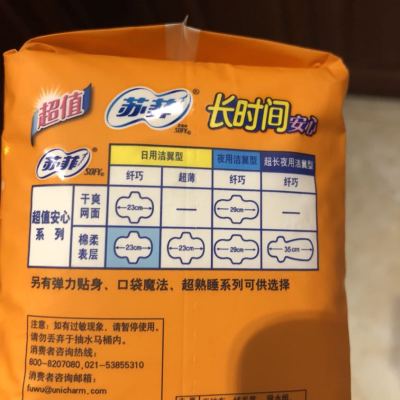 超值 苏菲 SOFY 长时间安心
苏菲 SOFY 日用洁翼型 夜用洁翼型 超长夜用洁翼型
纤巧 超薄 纤巧 纤巧
超值安心系列
干爽网面 23cm — 29cm —
棉柔表层 23cm 23cm 29cm 35cm
另有弹力贴身、口袋魔法、超熟睡系列可供选择
注意：如有过敏现象，请暂停使用。
请勿丢弃于抽水马桶内。
消费者咨询热线：
800-8207080,021-53855310
消费者咨询邮箱
fuwu@unicharm.com